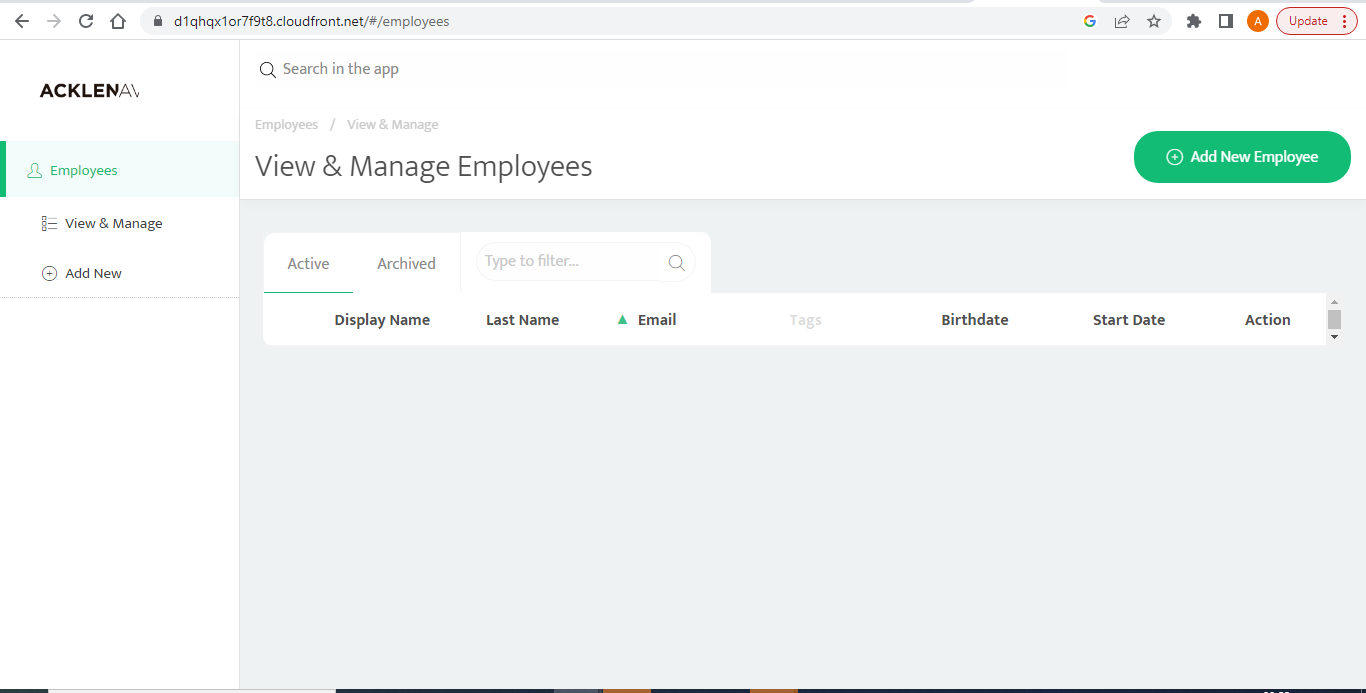 d1qhqx1or7f9t8.cloudfront.net/#/employees
A
Update
ACKLENAV
Search in the app
Employees / View & Manage
View & Manage Employees
Add New Employee
Employees
View & Manage
Add New
Active
Archived
Type to filter...
Display Name
Last Name
Email
Tags
Birthdate
Start Date
Action